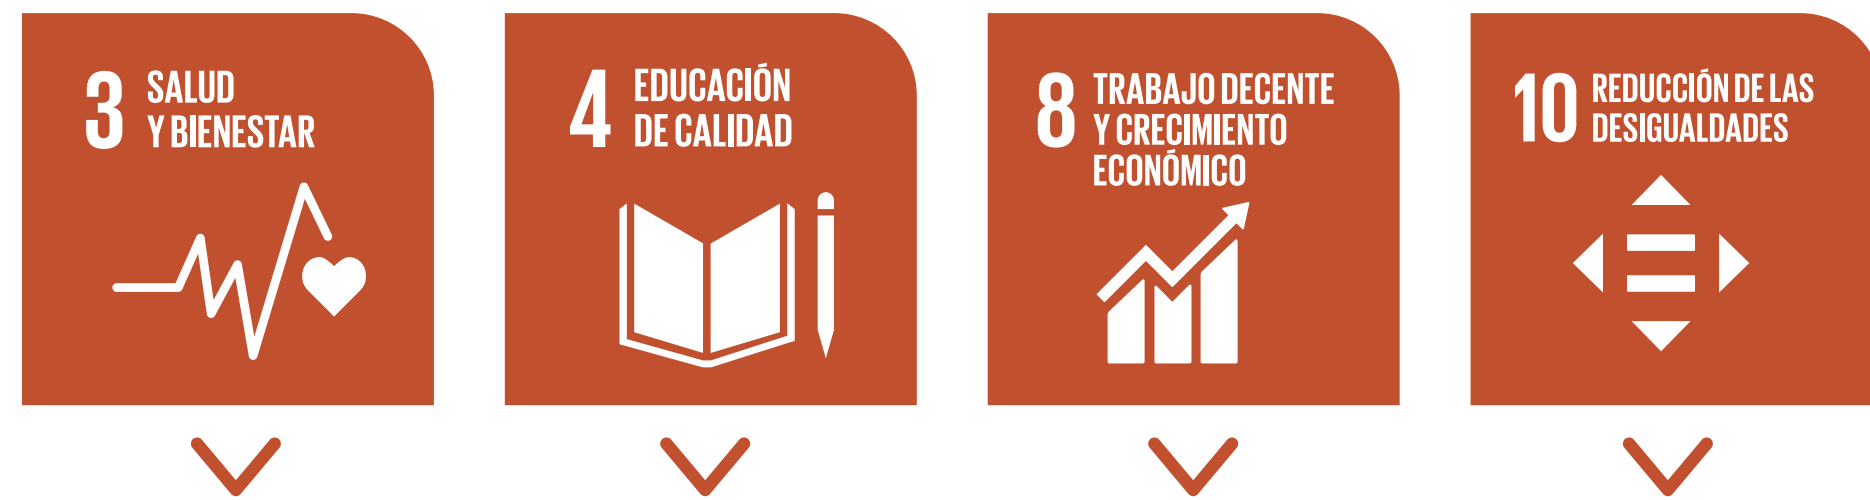 3
SALUD
Y BIENESTAR
4
EDUCACIÓN
DE CALIDAD
8
TRABAJO DECENTE
Y CRECIMIENTO
ECONÓMICO
10
REDUCCIÓN DE LAS
DESIGUALDADES